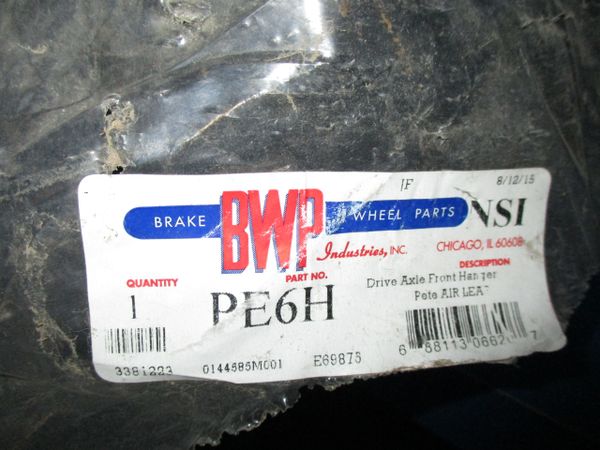 IF 8/12/15
BRAKE BWP WHEEL PARTS NSI
Industries, INC. CHICAGO, IL 60608
QUANTITY PART NO. DESCRIPTION
1 PE6H Drive Axle Front Hanger
Pete AIR
3381223 0144585M001 E69875